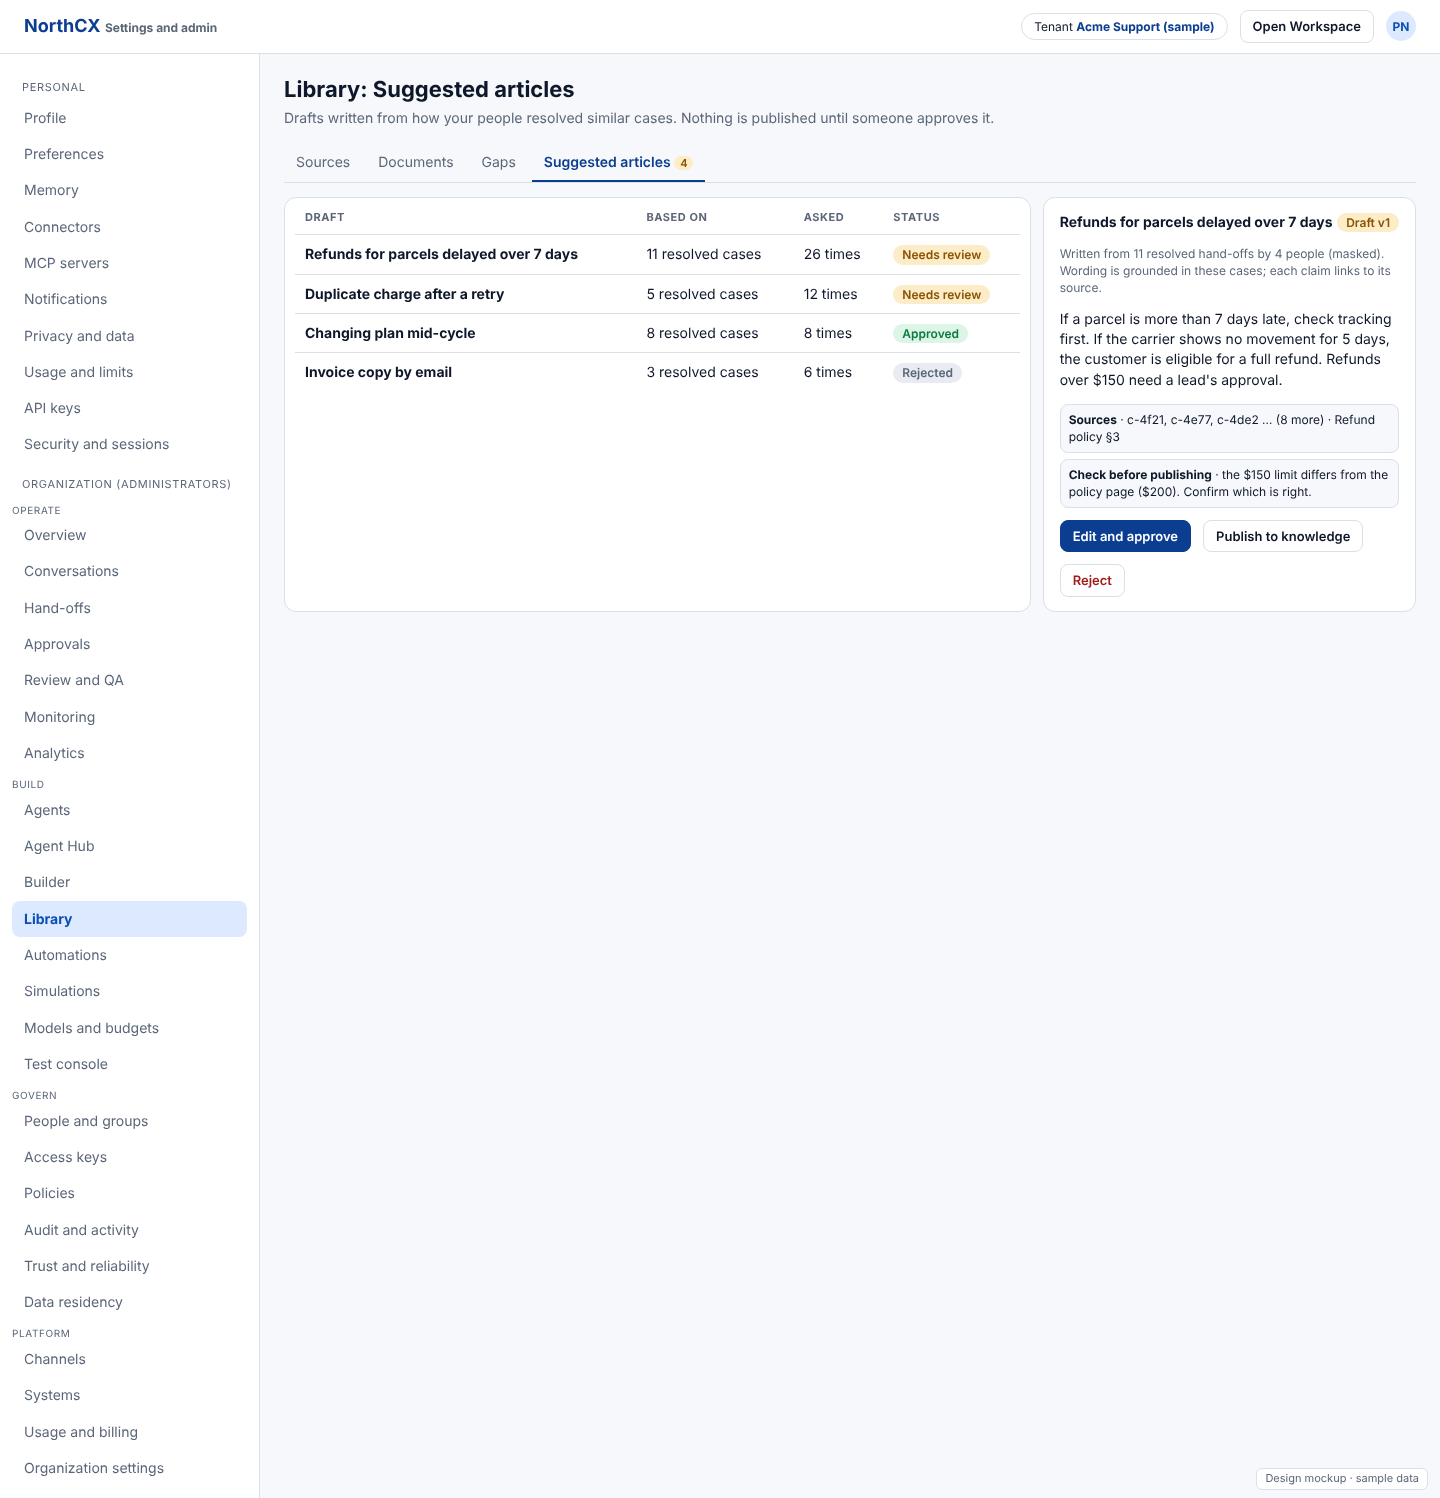 NorthCX Settings and admin
Tenant Acme Support (sample)
Open Workspace
PN
PERSONAL
Profile
Preferences
Memory
Connectors
MCP servers
Notifications
Privacy and data
Usage and limits
API keys
Security and sessions
ORGANIZATION (ADMINISTRATORS)
OPERATE
Overview
Conversations
Hand-offs
Approvals
Review and QA
Monitoring
Analytics
BUILD
Agents
Agent Hub
Builder
Library
Automations
Simulations
Models and budgets
Test console
GOVERN
People and groups
Access keys
Policies
Audit and activity
Trust and reliability
Data residency
PLATFORM
Channels
Systems
Usage and billing
Organization settings
Library: Suggested articles
Drafts written from how your people resolved similar cases. Nothing is published until someone approves it.
Sources Documents Gaps Suggested articles 4
DRAFT BASED ON ASKED STATUS
Refunds for parcels delayed over 7 days 11 resolved cases 26 times Needs review
Duplicate charge after a retry 5 resolved cases 12 times Needs review
Changing plan mid-cycle 8 resolved cases 8 times Approved
Invoice copy by email 3 resolved cases 6 times Rejected
Refunds for parcels delayed over 7 days Draft v1
Written from 11 resolved hand-offs by 4 people (masked).
Wording is grounded in these cases; each claim links to its
source.
If a parcel is more than 7 days late, check tracking
first. If the carrier shows no movement for 5 days,
the customer is eligible for a full refund. Refunds
over $150 need a lead's approval.
Sources · c-4f21, c-4e77, c-4de2 … (8 more) · Refund
policy §3
Check before publishing · the $150 limit differs from the
policy page ($200). Confirm which is right.
Edit and approve Publish to knowledge
Reject
Design mockup · sample data